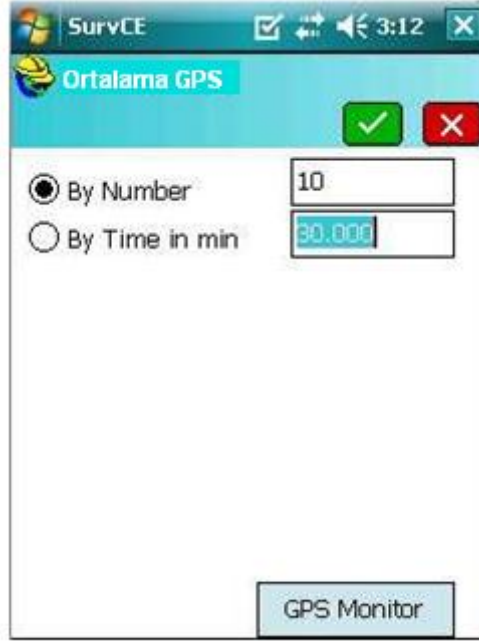 SurvCE 3:12
Ortalama GPS
By Number 10
By Time in min 30.000
GPS Monitor